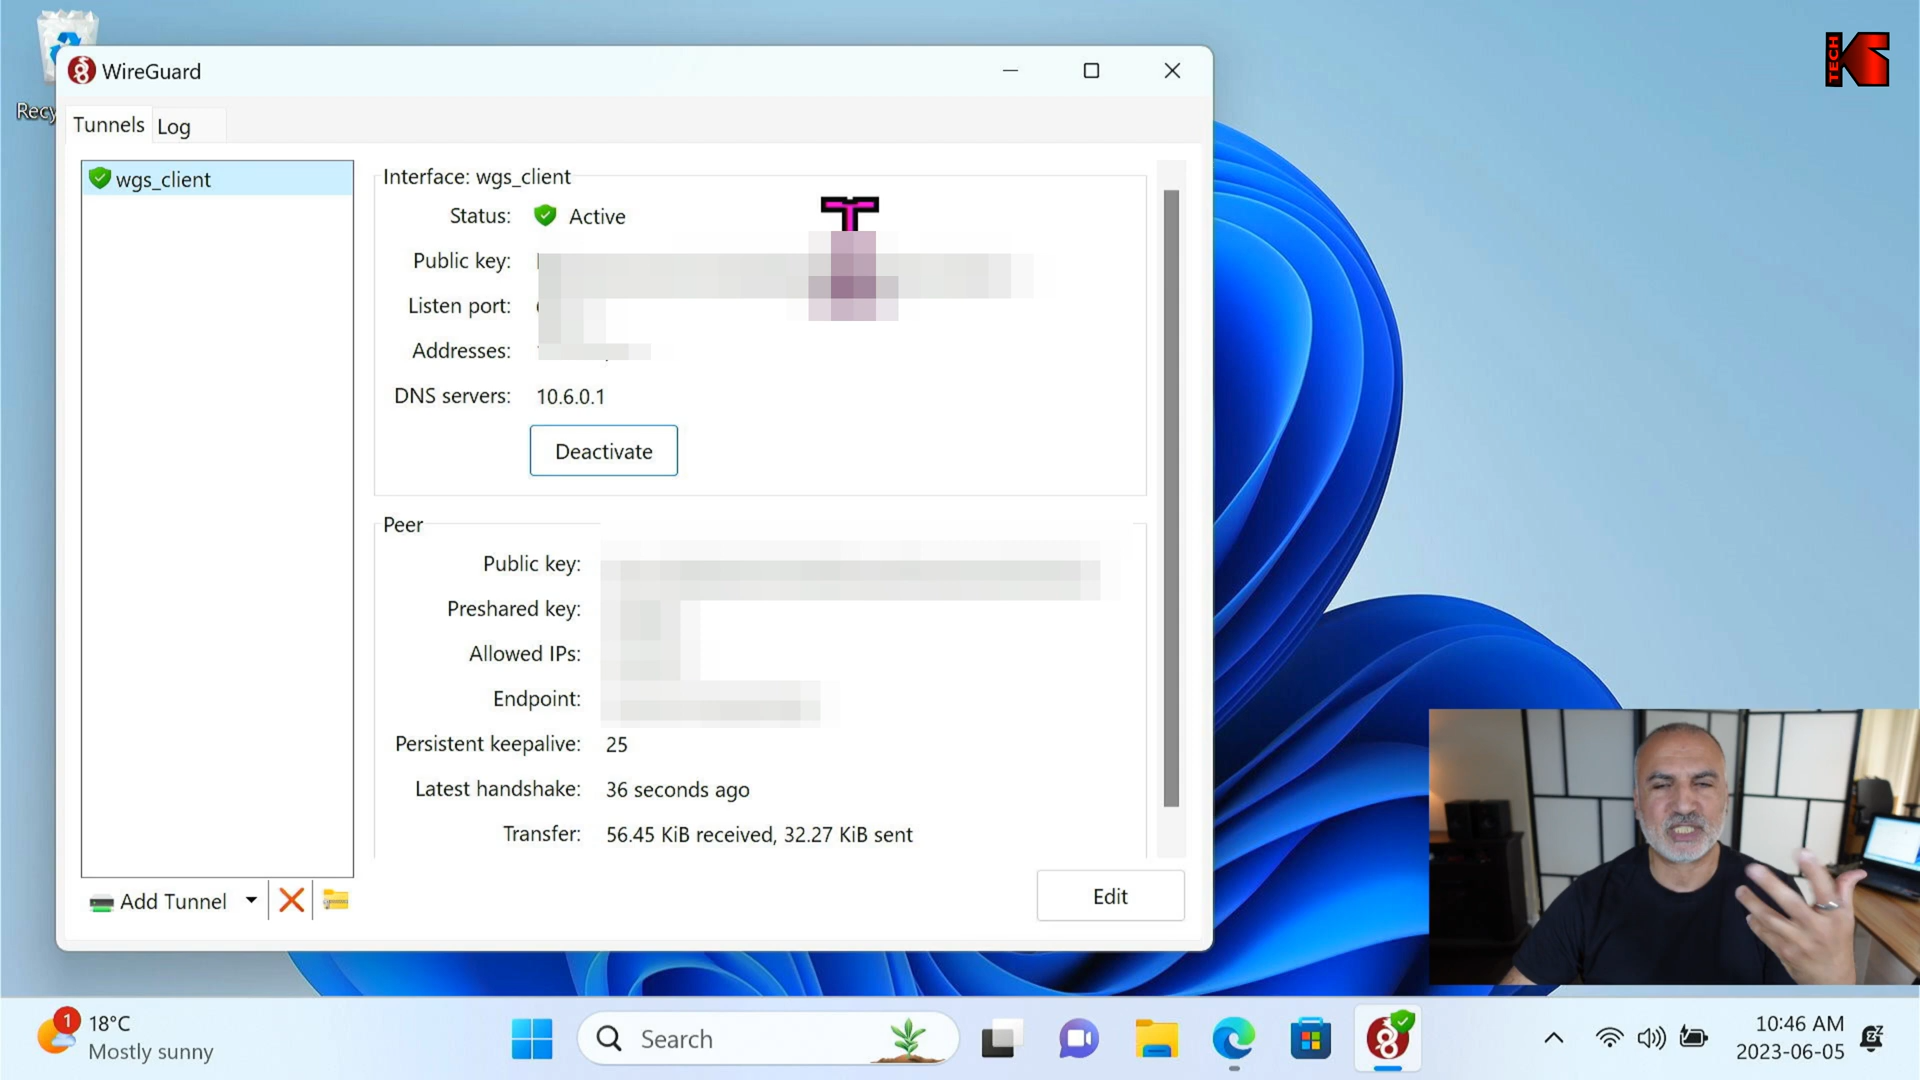 Recy
WireGuard
Tunnels
Log
wgs_client
Interface: wgs_client
Status: Active
Public key:
Listen port:
Addresses:
DNS servers: 10.6.0.1
Deactivate
Peer
Public key:
Preshared key:
Allowed IPs:
Endpoint:
Persistent keepalive: 25
Latest handshake: 36 seconds ago
Transfer: 56.45 KiB received, 32.27 KiB sent
Add Tunnel
Edit
TECH
K
1
18°C
Mostly sunny
Search
10:46 AM
2023-06-05